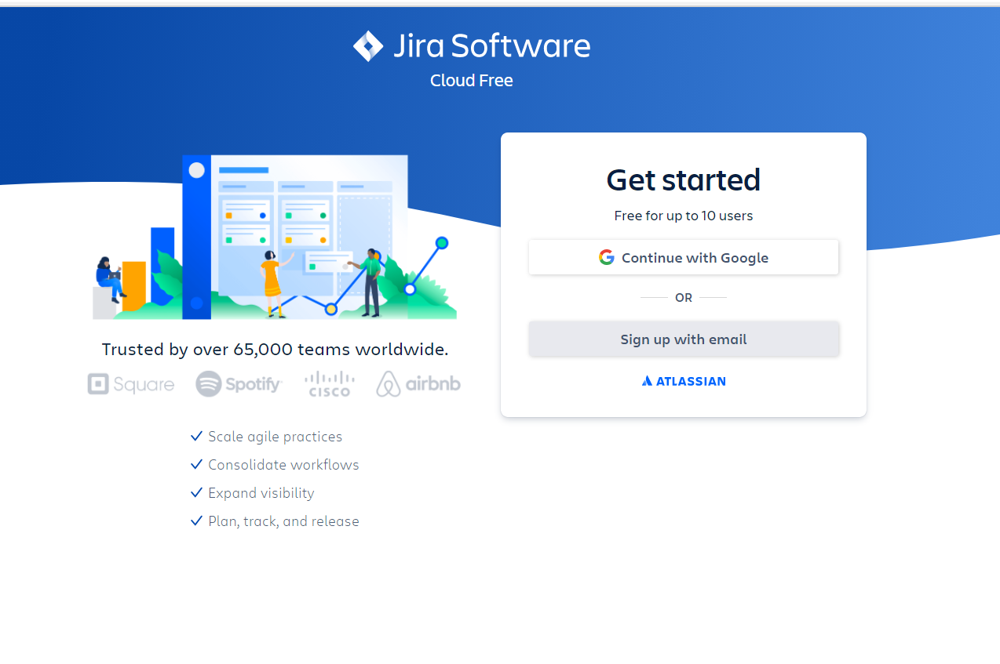 Jira Software
Cloud Free
Get started
Free for up to 10 users
Continue with Google
OR
Sign up with email
ATLASSIAN
Trusted by over 65,000 teams worldwide.
Square Spotify CISCO airbnb
Scale agile practices
Consolidate workflows
Expand visibility
Plan, track, and release